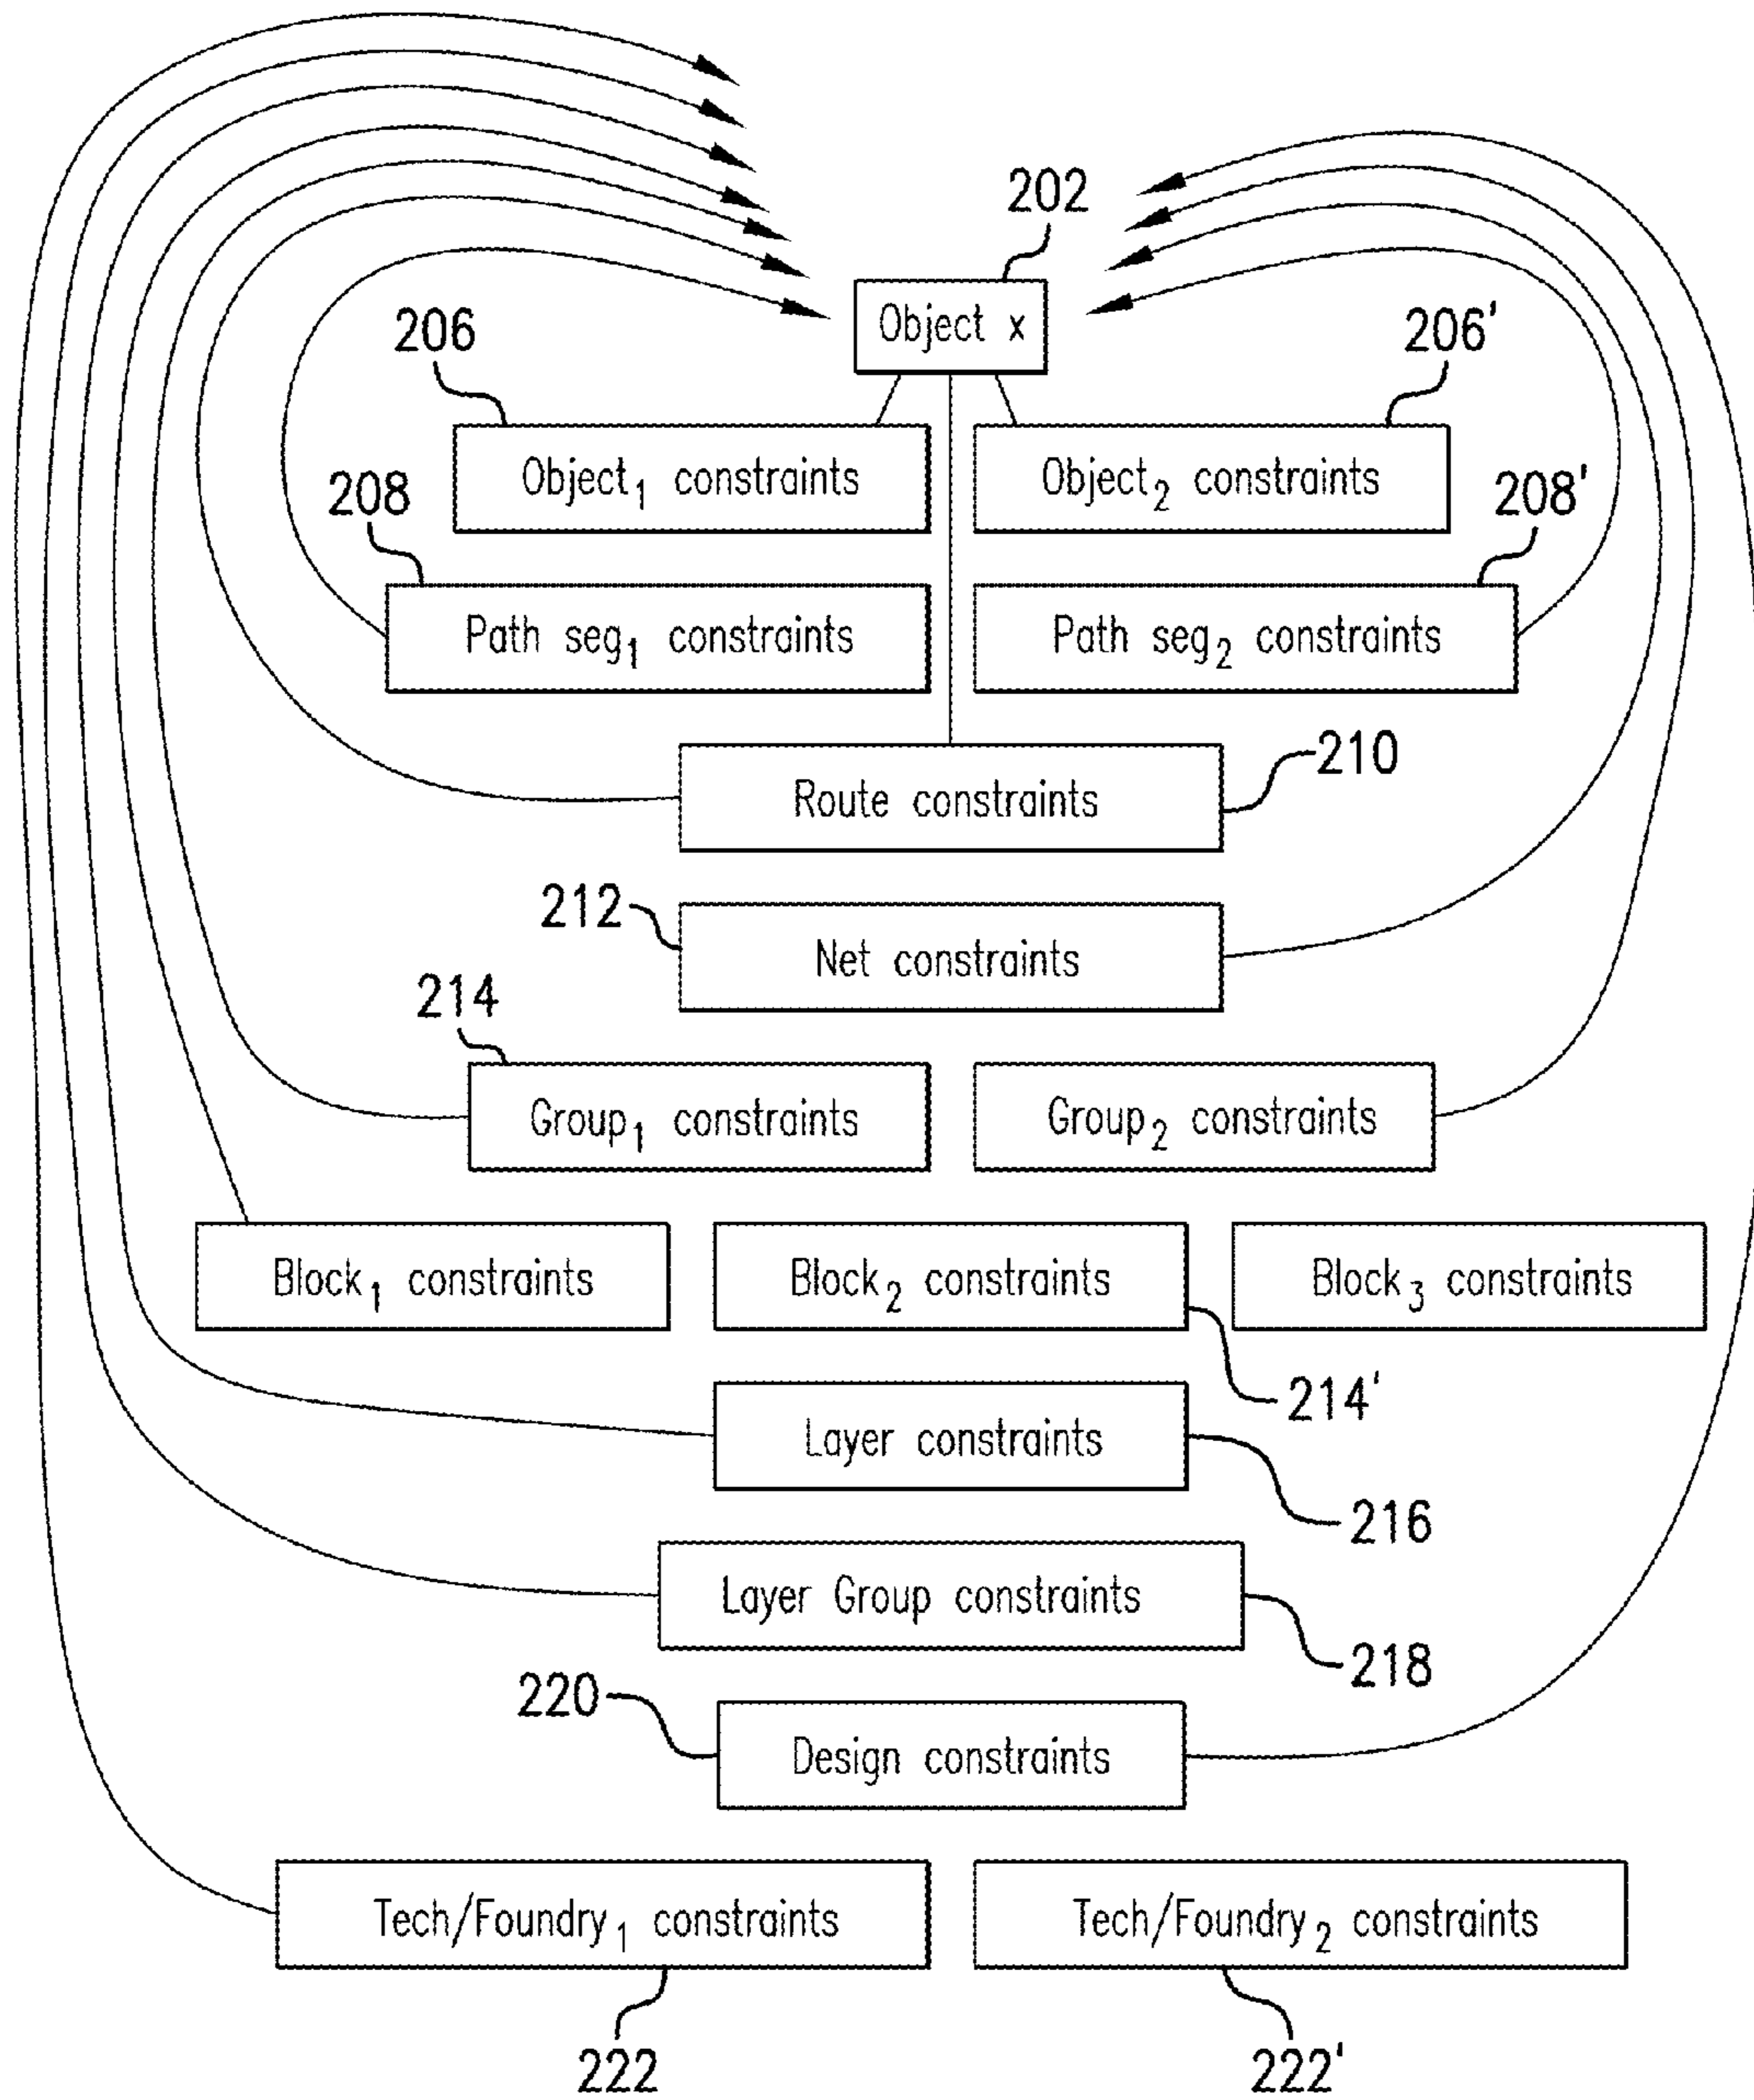 202
Object x
206
206'
Object1 constraints
Object2 constraints
208
208'
Path seg1 constraints
Path seg2 constraints
210
Route constraints
212
Net constraints
214
Group1 constraints
Group2 constraints
Block1 constraints
Block2 constraints
Block3 constraints
214'
Layer constraints
216
Layer Group constraints
218
220
Design constraints
Tech/Foundry1 constraints
Tech/Foundry2 constraints
222
222'